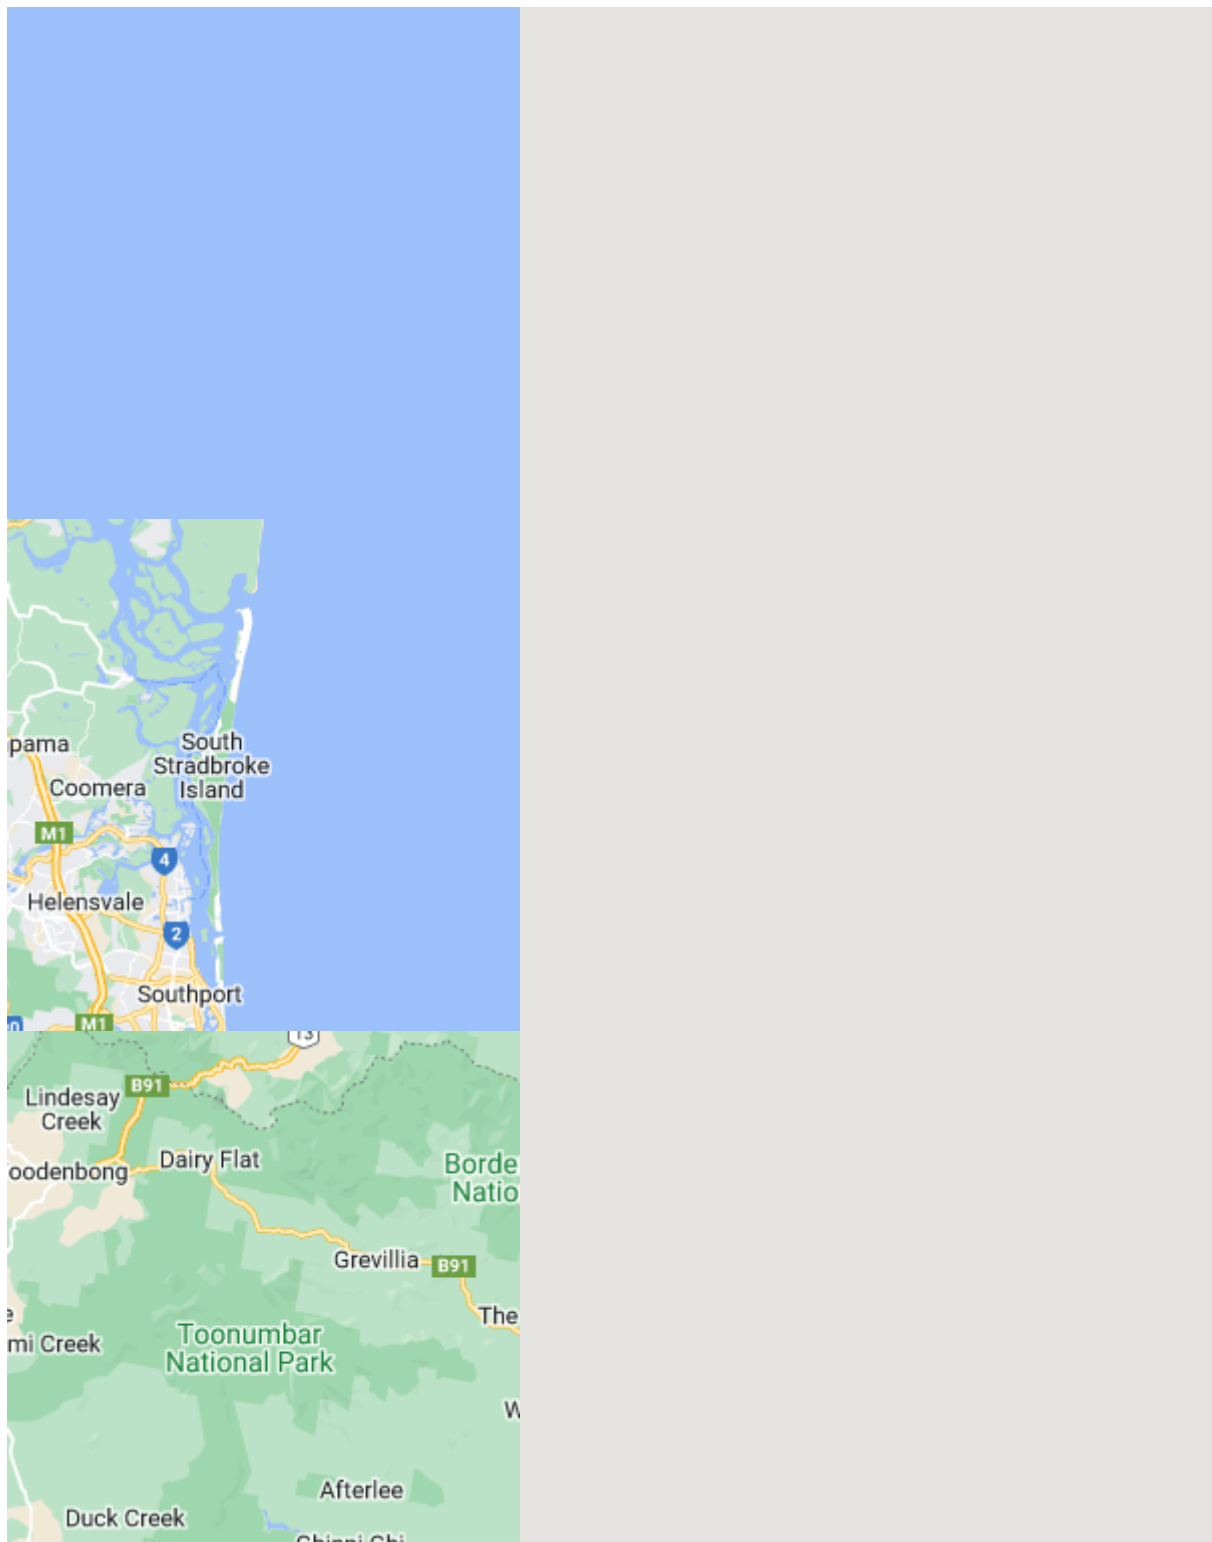 pama
South
Stradbroke
Island
Coomera
M1
4
Helensvale
2
Southport
M1
13
B91
Lindesay
Creek
oodenbong
Dairy Flat
Borde
Natio
Grevillia
B91
The
mi Creek
Toonumbar
National Park
W
Afterlee
Duck Creek